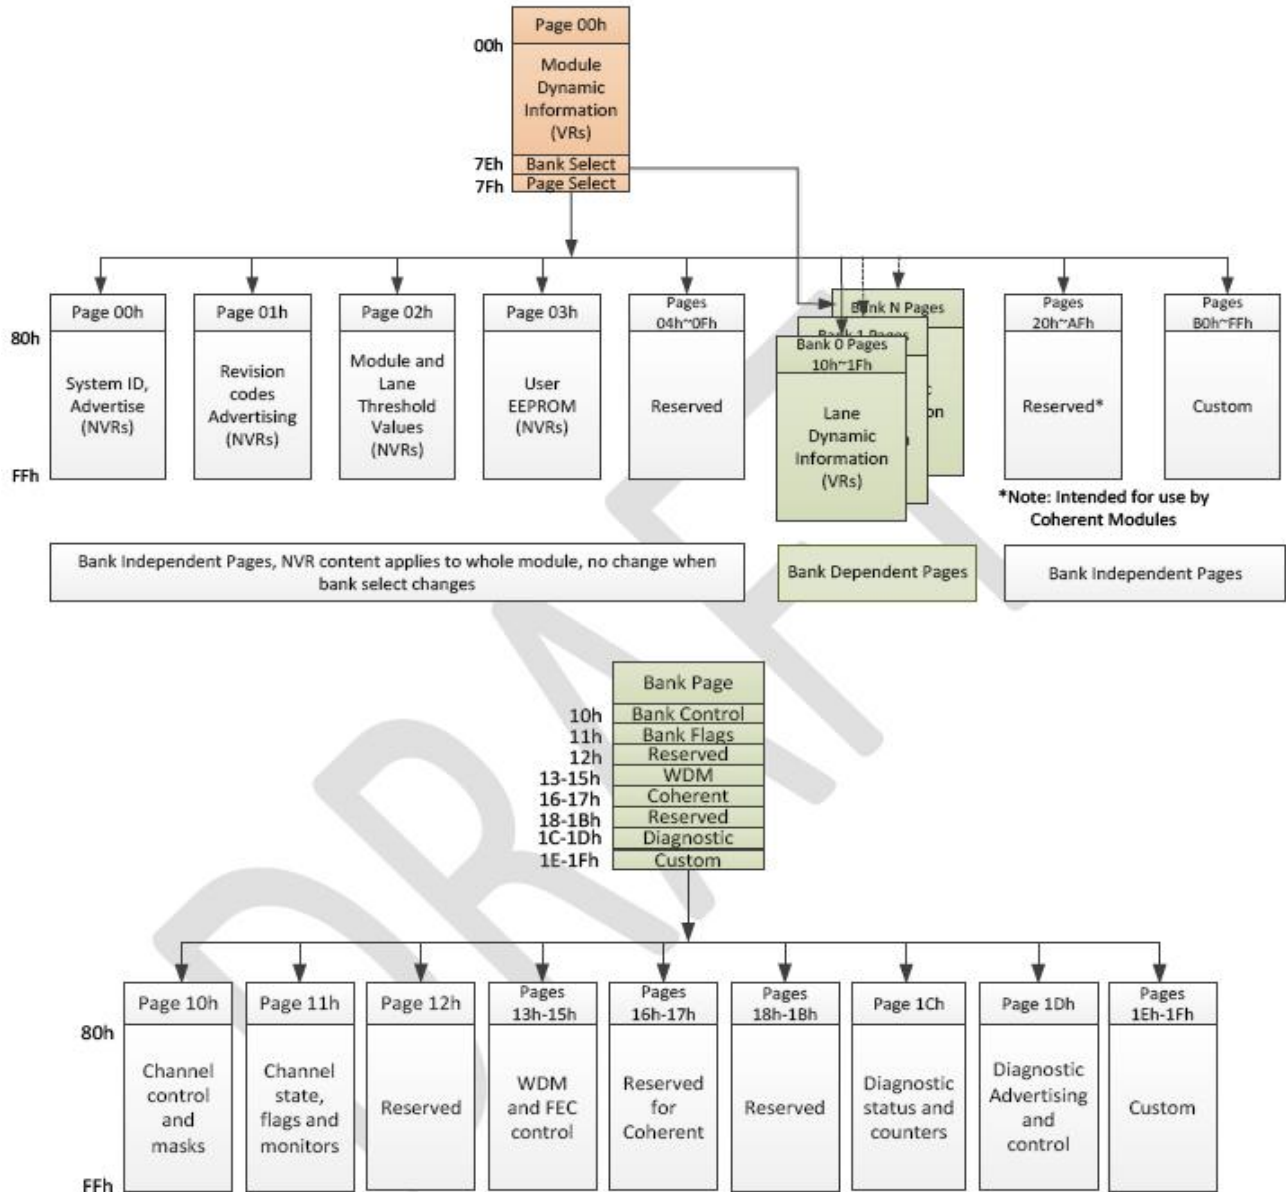 Page 00h
00h
Module
Dynamic
Information
(VRs)
7Eh
Bank Select
7Fh
Page Select
Page 00h
Page 01h
Page 02h
Page 03h
Pages
04h~0Fh
Bank N Pages
Bank 1 Pages
Bank 0 Pages
10h~1Fh
Pages
20h~AFh
Pages
B0h~FFh
80h
System ID,
Advertise
(NVRs)
Revision
codes
Advertising
(NVRs)
Module and
Lane
Threshold
Values
(NVRs)
User
EEPROM
(NVRs)
Reserved
Lane
Dynamic
Information
(VRs)
c
on
Reserved*
Custom
FFh
*Note: Intended for use by
Coherent Modules
Bank Independent Pages, NVR content applies to whole module, no change when
bank select changes
Bank Dependent Pages
Bank Independent Pages
Bank Page
10h
Bank Control
11h
Bank Flags
12h
Reserved
13-15h
WDM
16-17h
Coherent
18-1Bh
Reserved
1C-1Dh
Diagnostic
1E-1Fh
Custom
Page 10h
Page 11h
Page 12h
Pages
13h-15h
Pages
16h-17h
Pages
18h-1Bh
Page 1Ch
Page 1Dh
Pages
1Eh-1Fh
80h
Channel
control
and
masks
Channel
state,
flags and
monitors
Reserved
WDM
and FEC
control
Reserved
for
Coherent
Reserved
Diagnostic
status and
counters
Diagnostic
Advertising
and
control
Custom
FFh
DRAFT